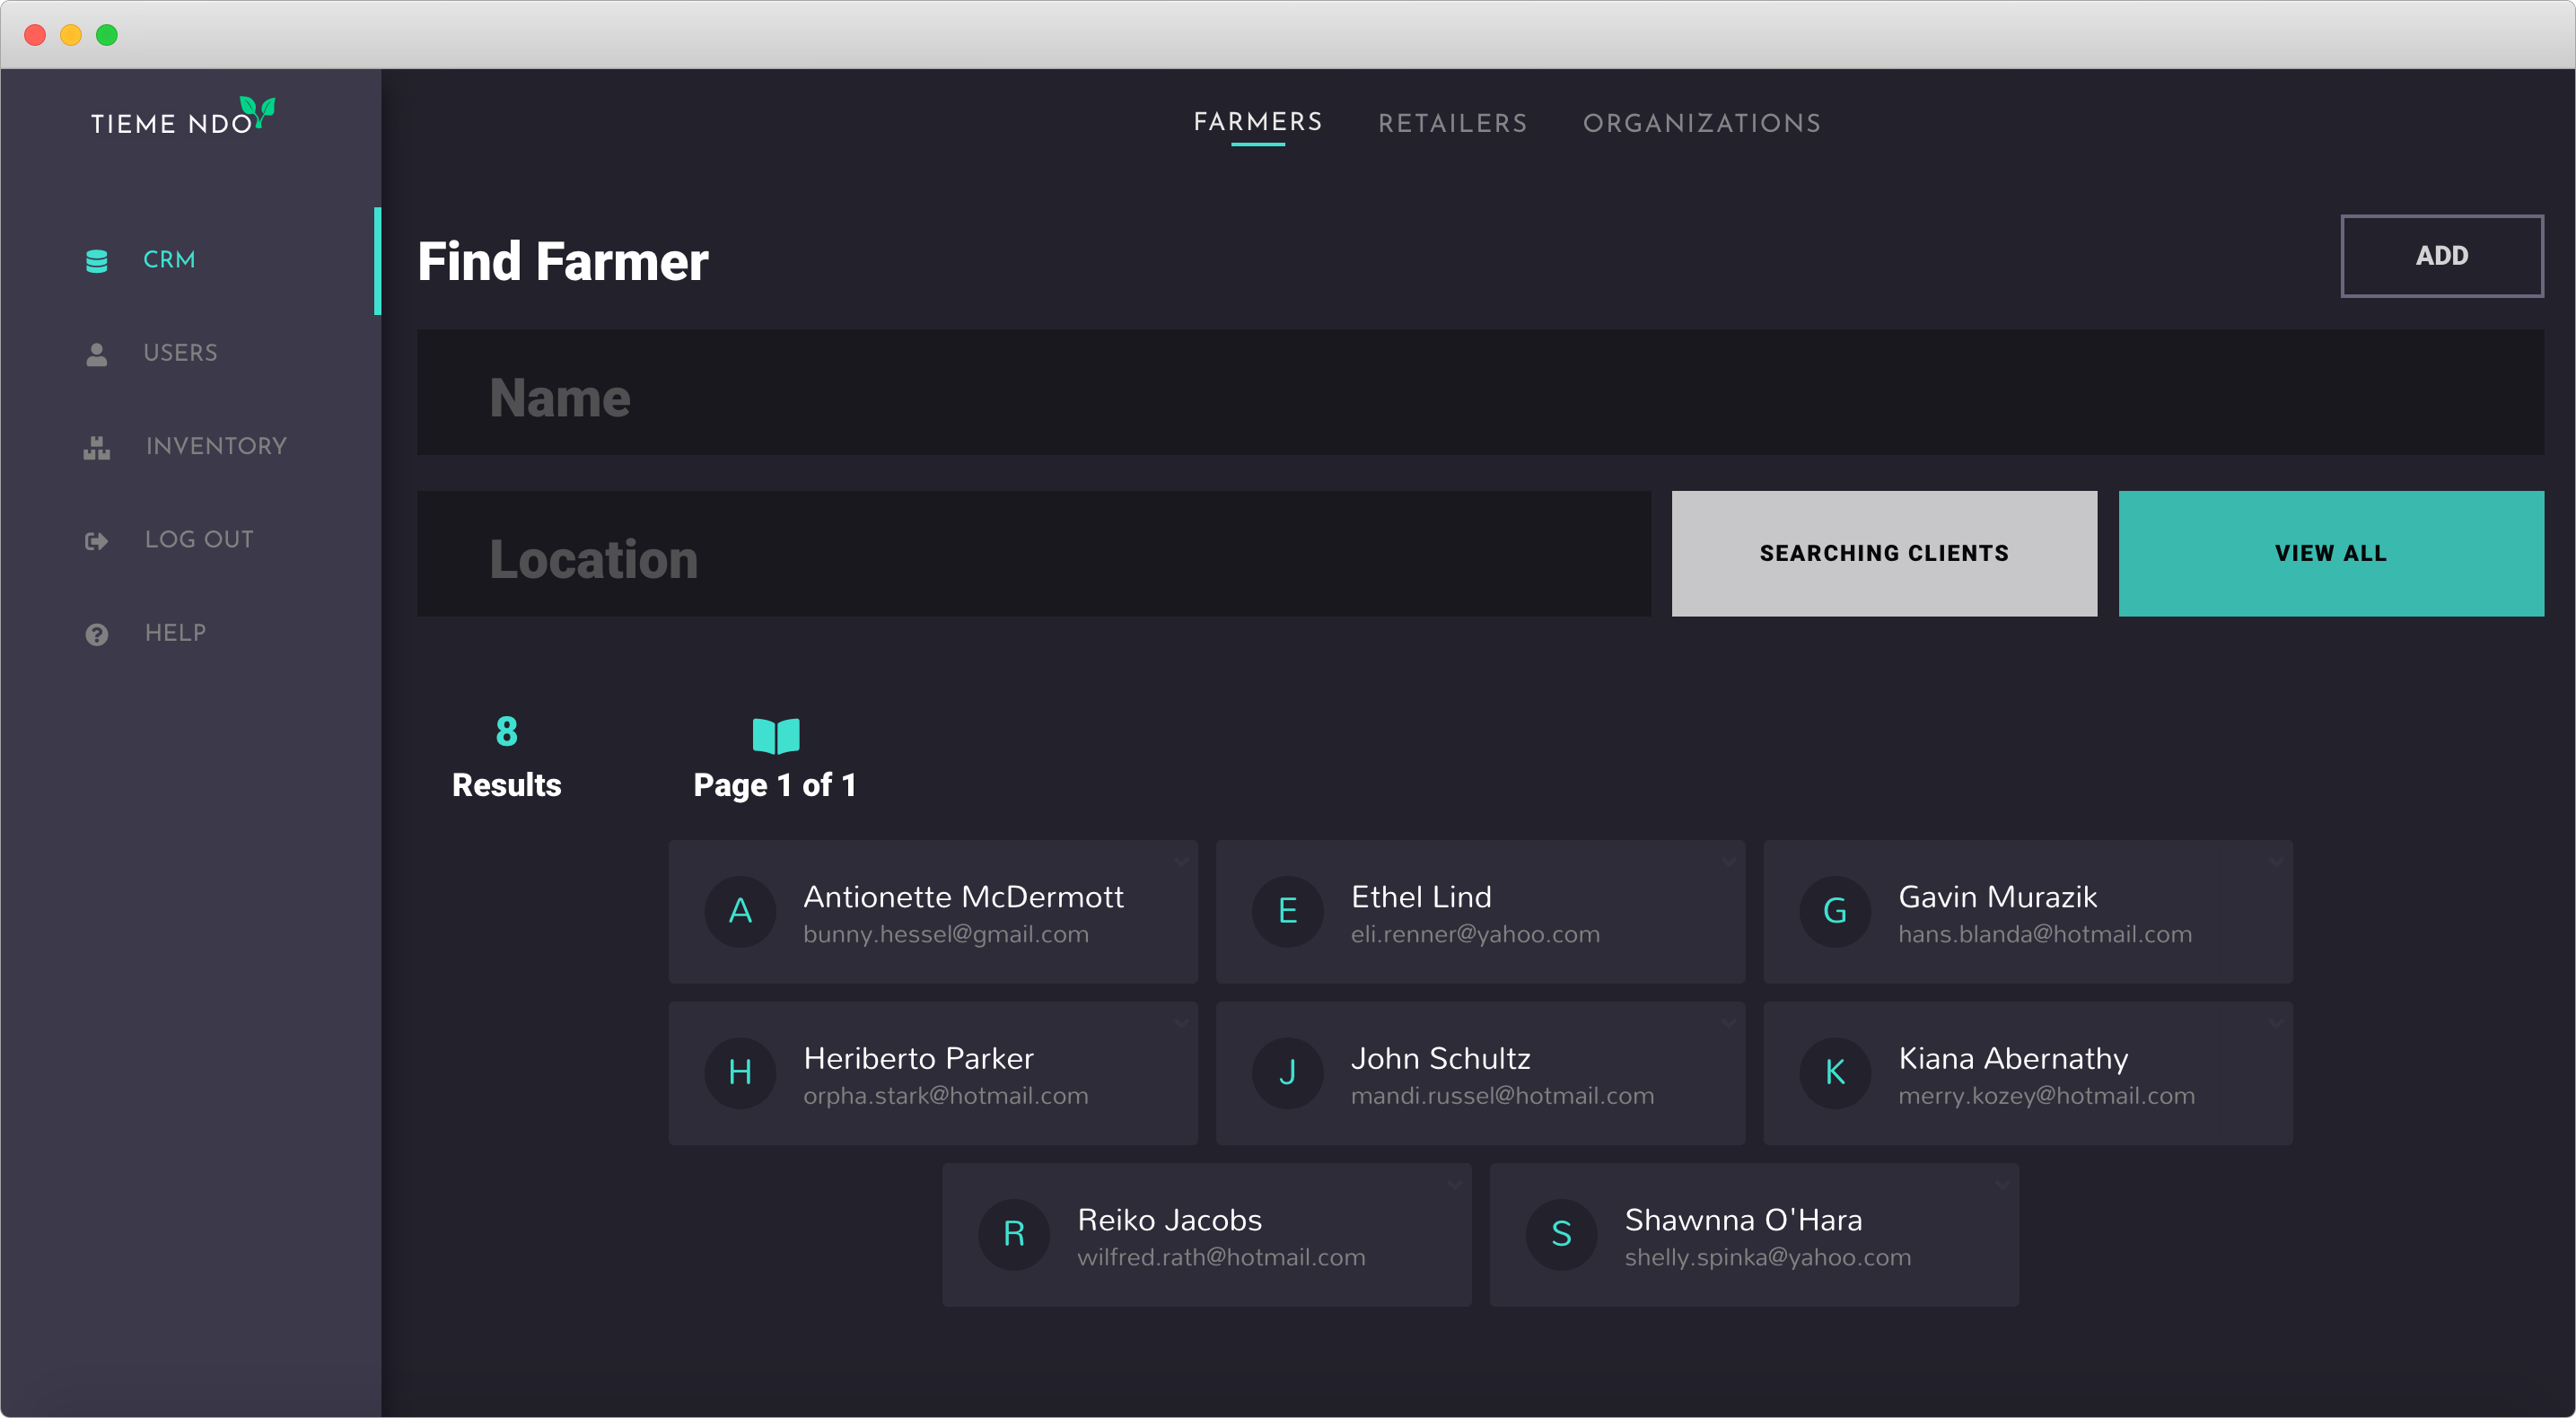 TIEME NDO
FARMERS RETAILERS ORGANIZATIONS
CRM
USERS
INVENTORY
LOG OUT
HELP
Find Farmer
ADD
Name
Location
SEARCHING CLIENTS
VIEW ALL
8
Results
Page 1 of 1
A
Antionette McDermott
bunny.hessel@gmail.com
E
Ethel Lind
eli.renner@yahoo.com
G
Gavin Murazik
hans.blanda@hotmail.com
H
Heriberto Parker
orpha.stark@hotmail.com
J
John Schultz
mandi.russel@hotmail.com
K
Kiana Abernathy
merry.kozey@hotmail.com
R
Reiko Jacobs
wilfred.rath@hotmail.com
S
Shawnna O'Hara
shelly.spinka@yahoo.com